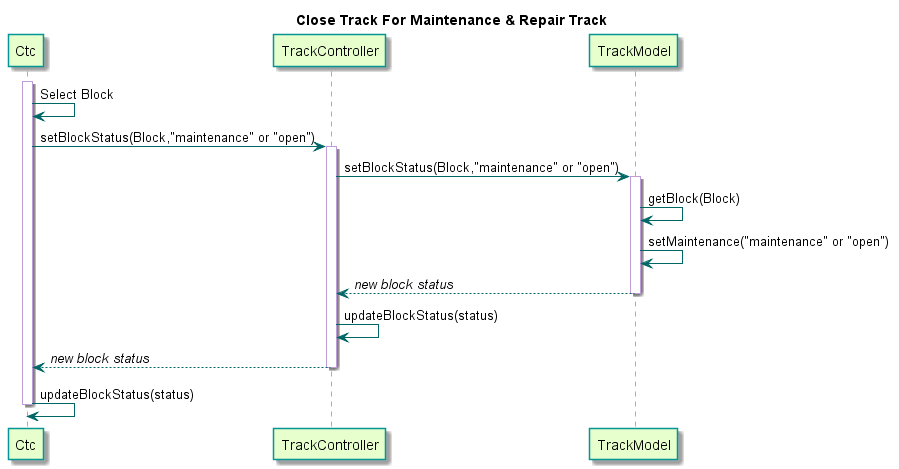 Close Track For Maintenance & Repair Track
Ctc
TrackController
TrackModel
Select Block
setBlockStatus(Block,"maintenance" or "open")
setBlockStatus(Block,"maintenance" or "open")
getBlock(Block)
setMaintenance("maintenance" or "open")
new block status
updateBlockStatus(status)
new block status
updateBlockStatus(status)
Ctc
TrackController
TrackModel